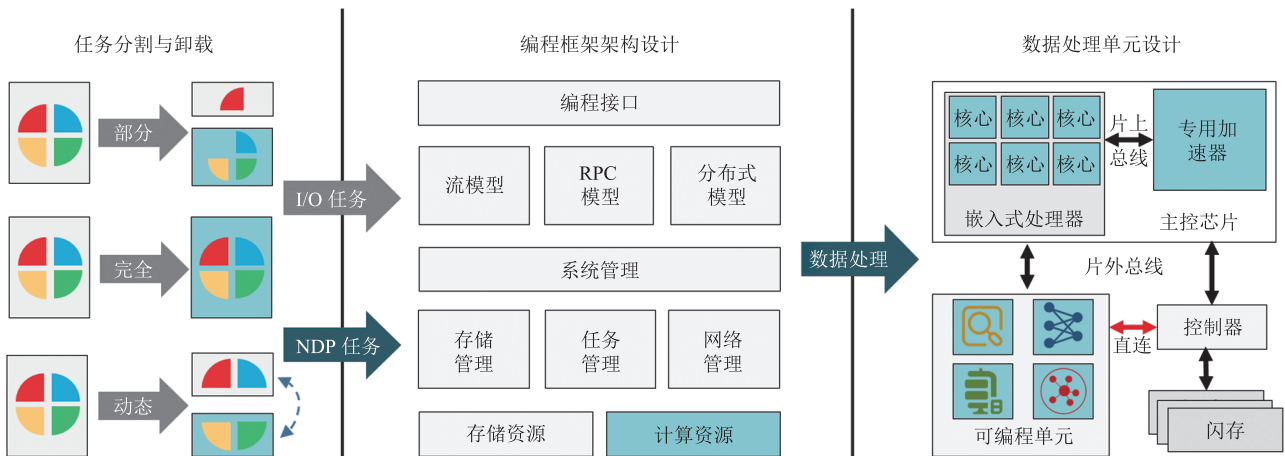 任务分割与卸载
部分
完全
动态
I/O 任务
NDP 任务
编程框架架构设计
编程接口
流模型
RPC
模型
分布式
模型
系统管理
存储
管理
任务
管理
网络
管理
存储资源
计算资源
数据处理
数据处理单元设计
核心
核心
核心
核心
核心
核心
嵌入式处理器
片上
总线
专用加
速器
主控芯片
片外总线
可编程单元
直连
控制器
闪存